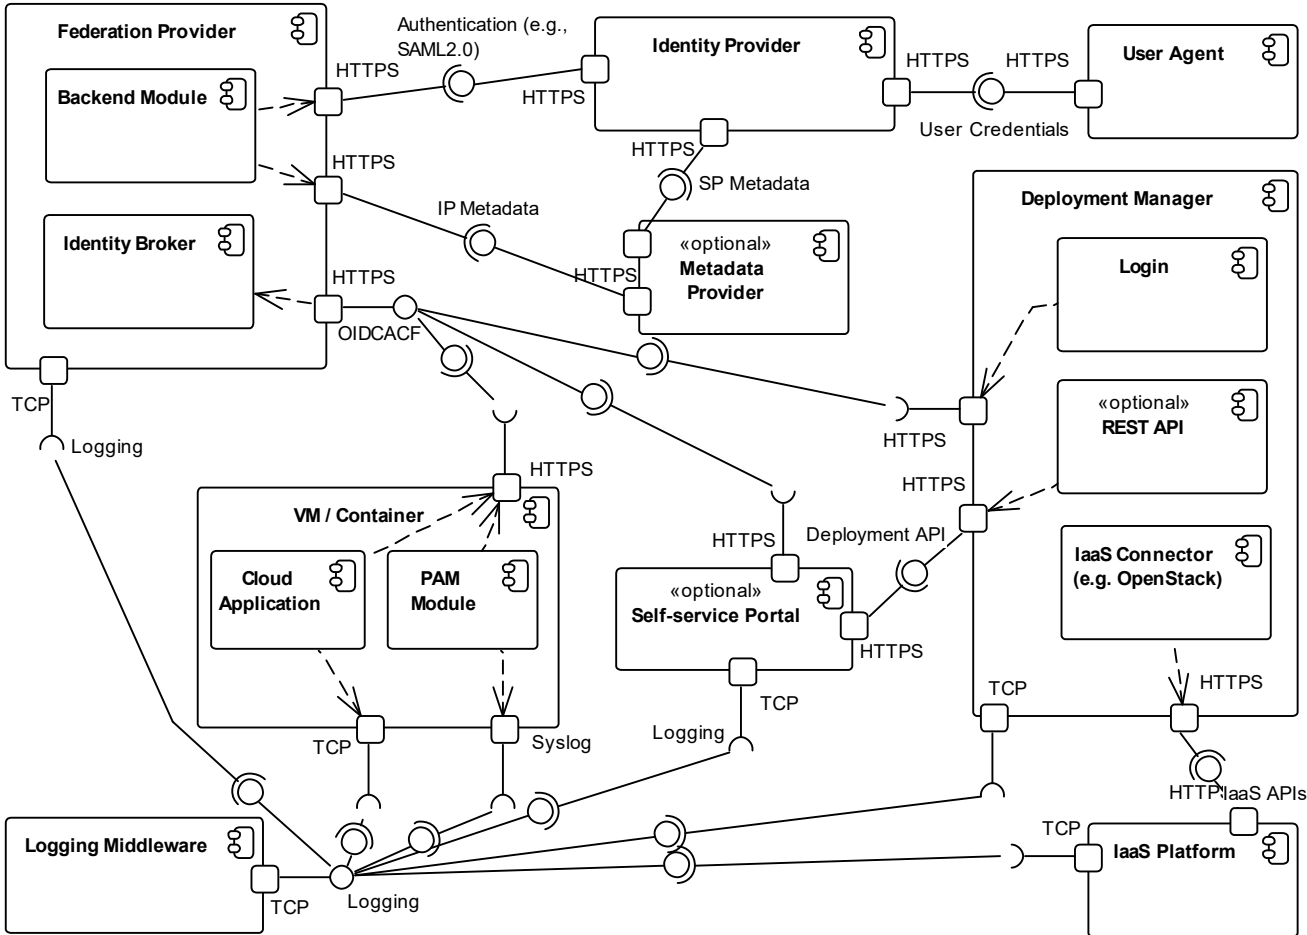 Federation Provider
Authentication (e.g.,
SAML2.0)
Identity Provider
User Agent
HTTPS
HTTPS
HTTPS
HTTPS
Backend Module
User Credentials
HTTPS
HTTPS
SP Metadata
Deployment Manager
IP Metadata
Identity Broker
«optional»
Metadata
Provider
Login
HTTPS
HTTPS
OIDCACF
TCP
«optional»
REST API
Logging
HTTPS
HTTPS
HTTPS
VM / Container
HTTPS
Deployment API
IaaS Connector
(e.g. OpenStack)
Cloud
Application
PAM
Module
«optional»
Self-service Portal
HTTPS
HTTPS
TCP
TCP
Logging
TCP
Syslog
IaaS APIs
TCP
Logging Middleware
IaaS Platform
TCP
Logging